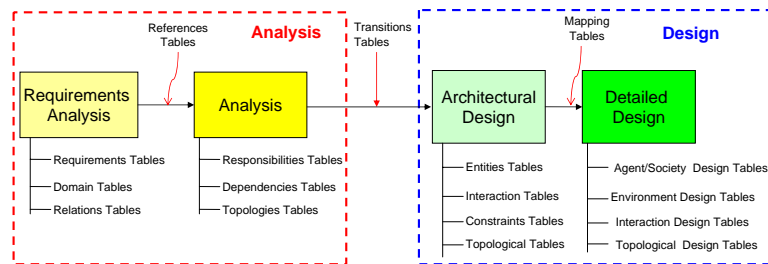 References
Tables
Analysis
Transitions
Tables
Mapping
Tables
Design
Requirements
Analysis
Analysis
Architectural
Design
Detailed
Design
Requirements Tables
Domain Tables
Relations Tables
Responsibilities Tables
Dependencies Tables
Topologies Tables
Entities Tables
Interaction Tables
Constraints Tables
Topological Tables
Agent/Society Design Tables
Environment Design Tables
Interaction Design Tables
Topological Design Tables